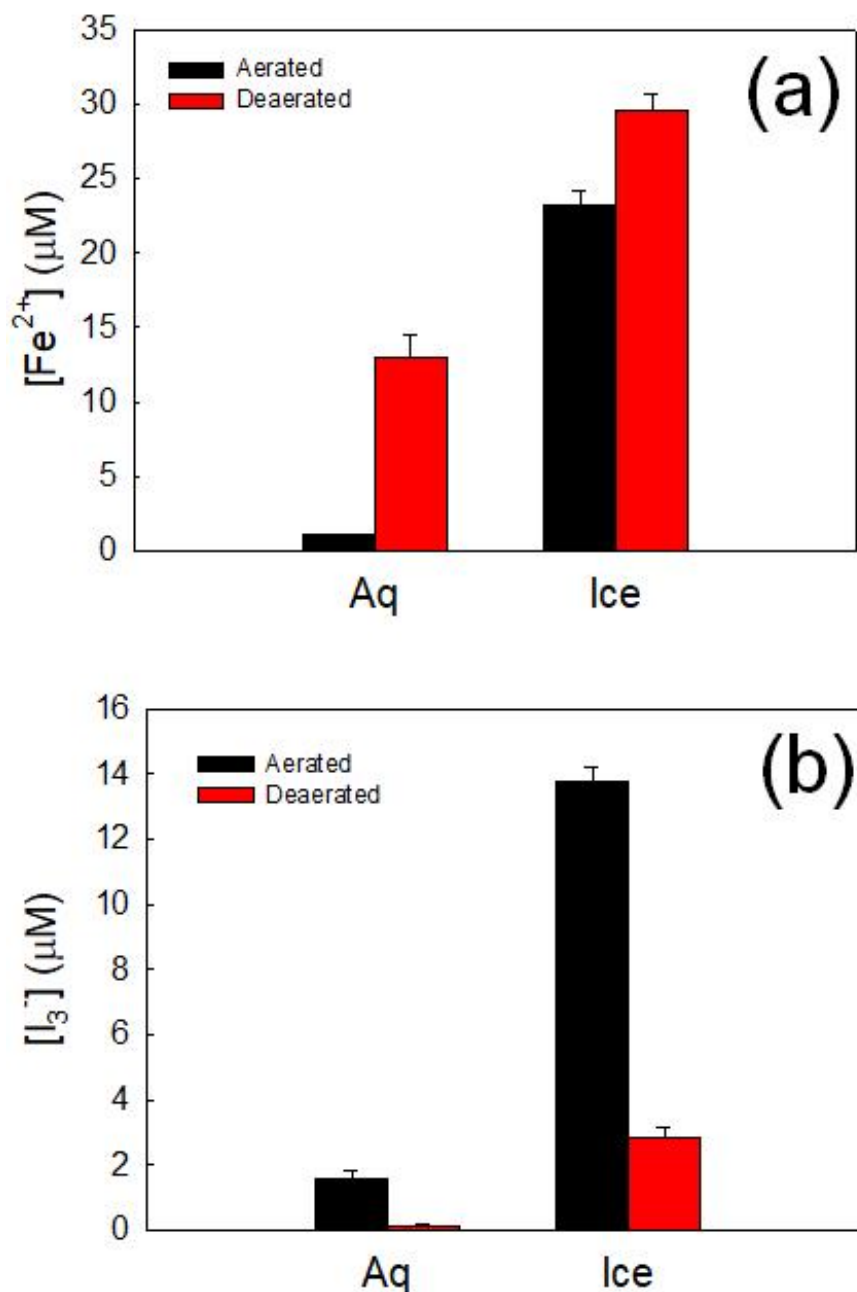 (a)
Aerated
Deaerated
[Fe²⁺] (μM)
35
30
25
20
15
10
5
0
Aq Ice
(b)
Aerated
Deaerated
[I₃⁻] (μM)
16
14
12
10
8
6
4
2
0
Aq Ice